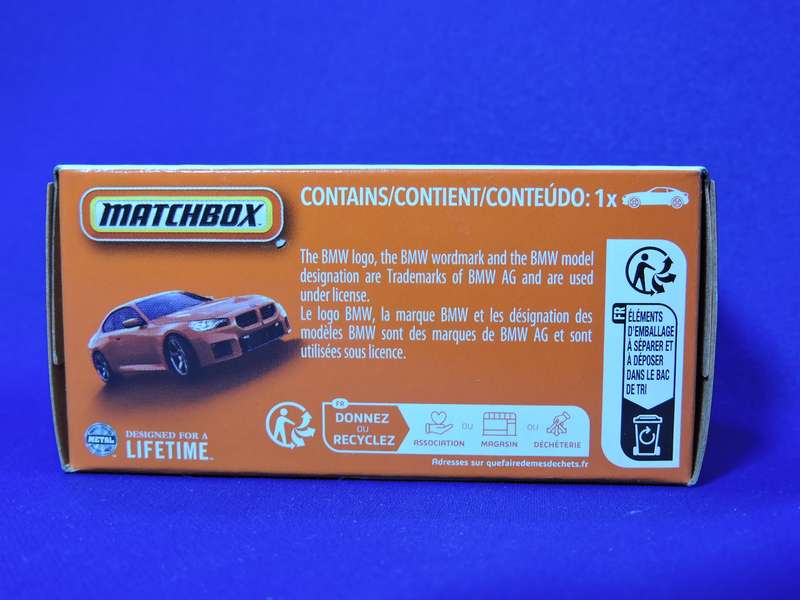 MATCHBOX
CONTAINS/CONTIENT/CONTEÚDO: 1x
The BMW logo, the BMW wordmark and the BMW model
designation are Trademarks of BMW AG and are used
under license.
Le logo BMW, la marque BMW et les désignation des
modèles BMW sont des marques de BMW AG et sont
utilisées sous licence.
FR
ÉLÉMENTS
D'EMBALLAGE
À SÉPARER ET
À DÉPOSER
DANS LE BAC
DE TRI
METAL
DESIGNED FOR A
LIFETIME™
FR
DONNEZ
OU
RECYCLEZ
ASSOCIATION
OU
MAGASIN
OU
DÉCHÈTERIE
Adresses sur quefairedemesdechets.fr